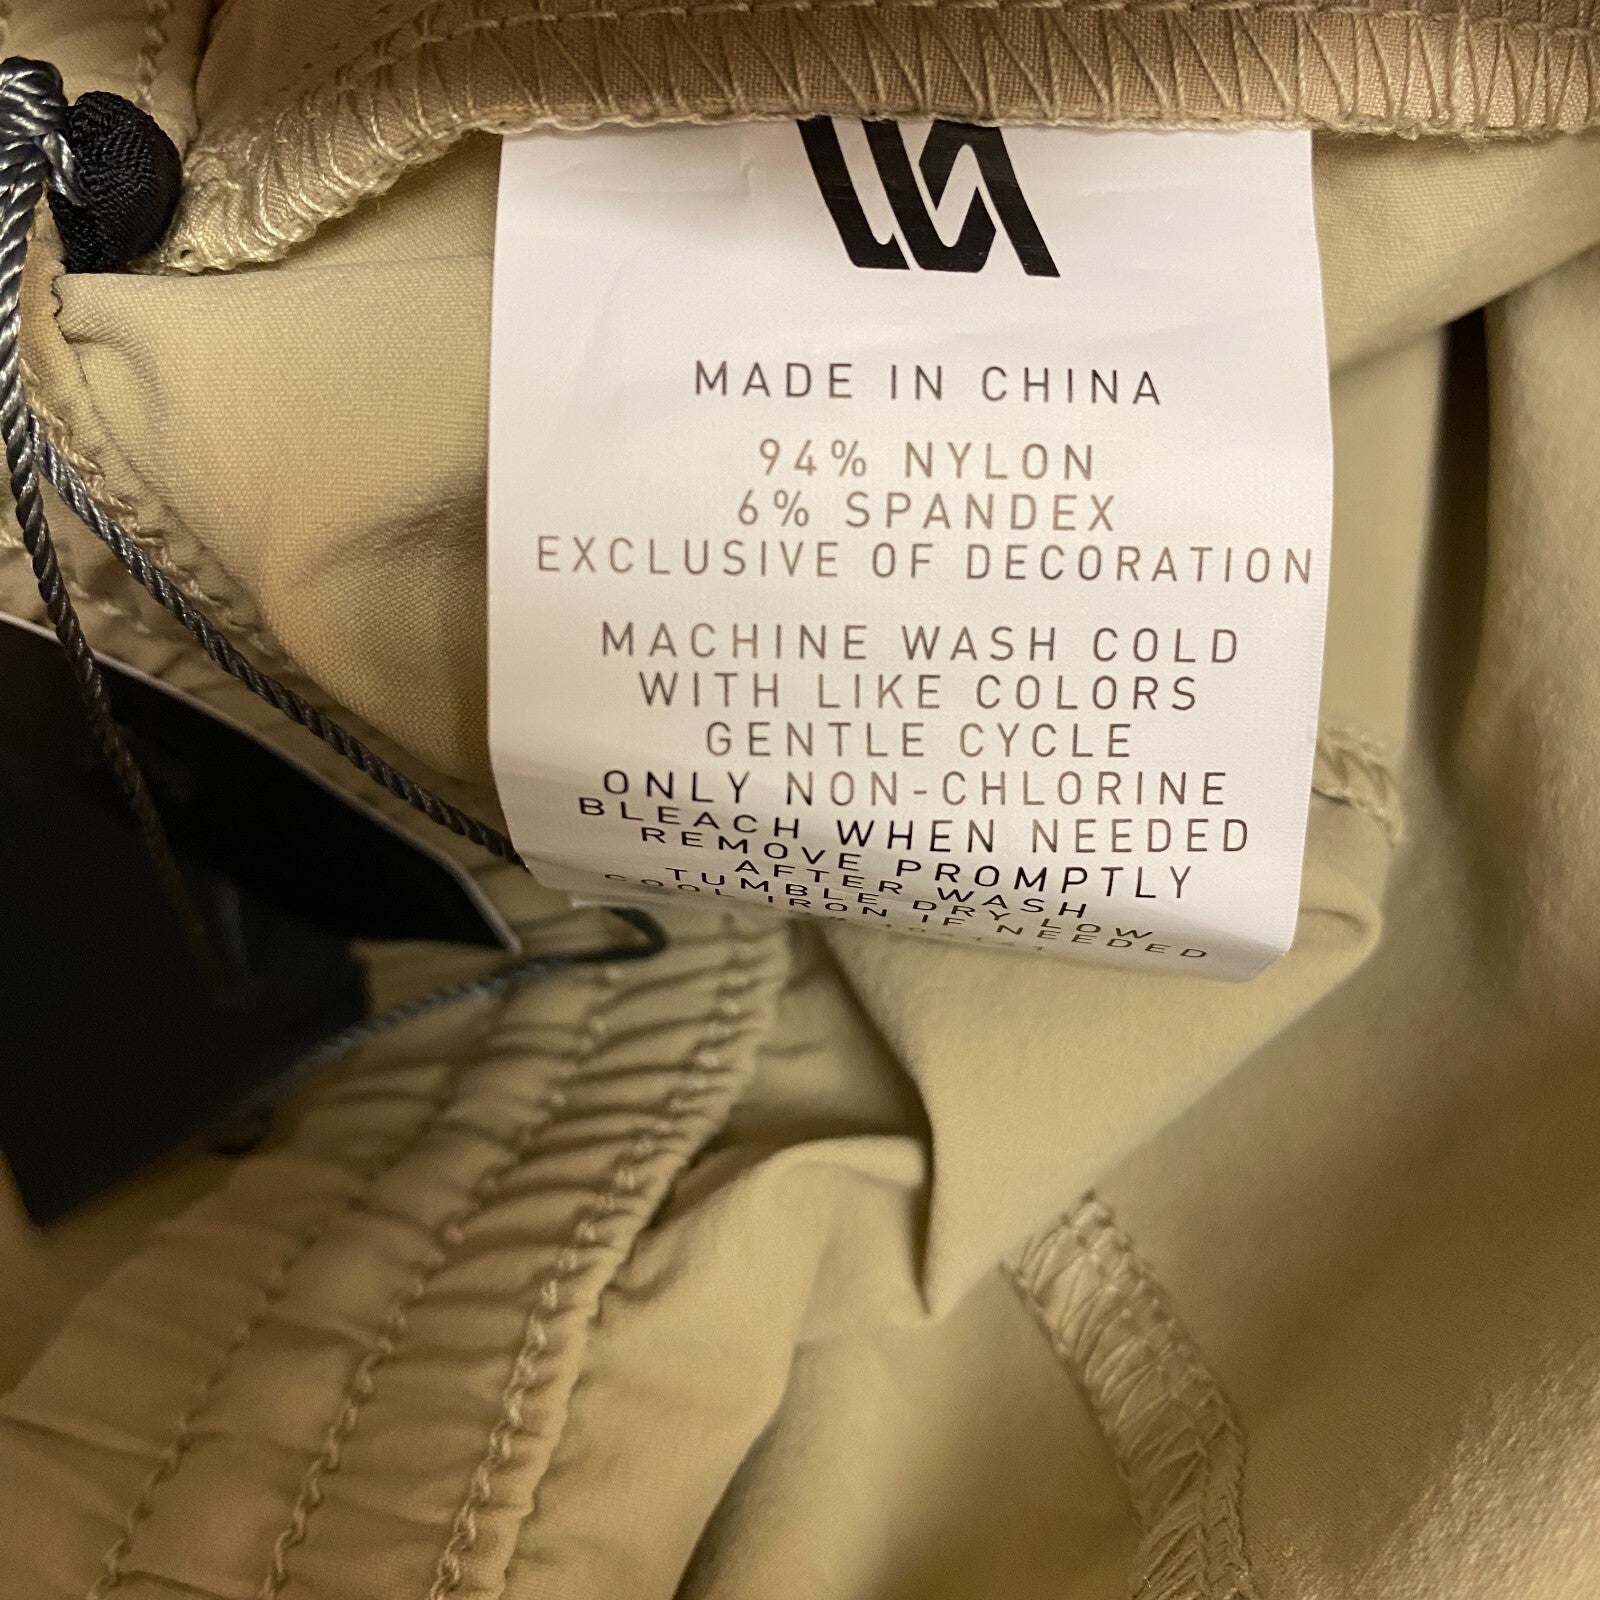 MADE IN CHINA
94% NYLON
6% SPANDEX
EXCLUSIVE OF DECORATION
MACHINE WASH COLD
WITH LIKE COLORS
GENTLE CYCLE
ONLY NON-CHLORINE
BLEACH WHEN NEEDED
REMOVE PROMPTLY
AFTER WASH
TUMBLE DRY LOW
COOL IRON IF NEEDED